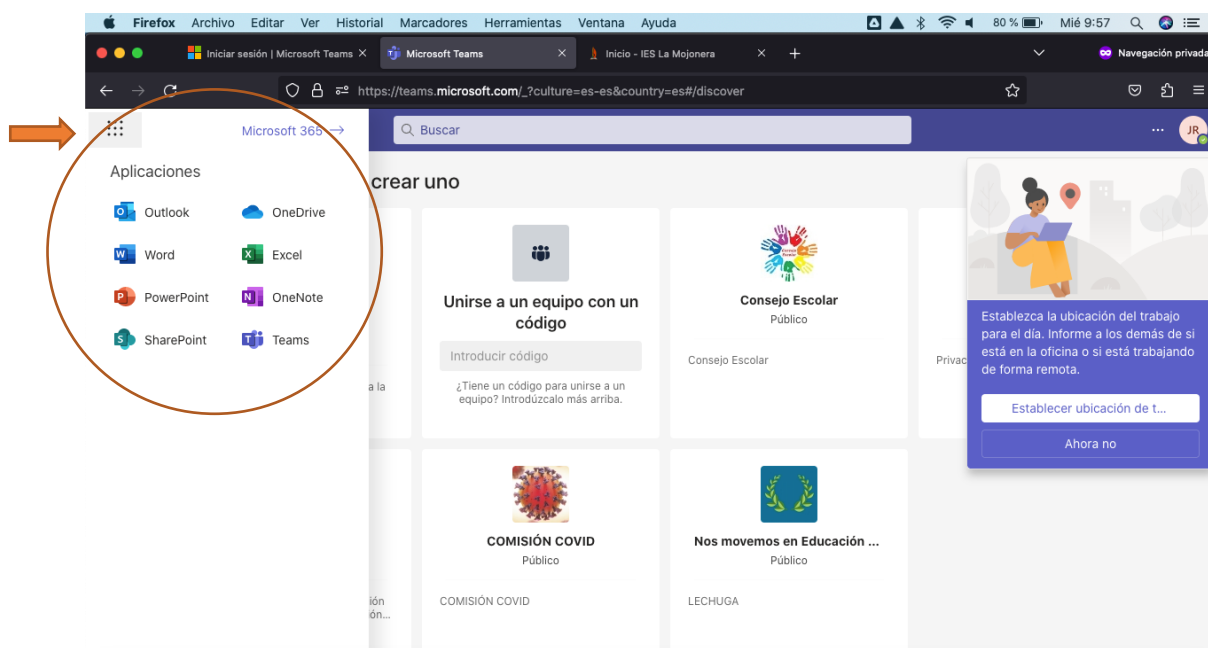 Firefox Archivo Editar Ver Historial Marcadores Herramientas Ventana Ayuda 80 % Mié 9:57
Iniciar sesión | Microsoft Teams Microsoft Teams Inicio - IES La Mojonera Navegación privada
https://teams.microsoft.com/_?culture=es-es&country=es#/discover
Microsoft 365 → Buscar ... JR
Aplicaciones
Outlook OneDrive
Word Excel
PowerPoint OneNote
SharePoint Teams
crear uno
Unirse a un equipo con un
código
Introducir código
¿Tiene un código para unirse a un
equipo? Introdúzcalo más arriba.
a la
Consejo Escolar
Público
Consejo Escolar
Privac
Establezca la ubicación del trabajo
para el día. Informe a los demás de si
está en la oficina o si está trabajando
de forma remota.
Establecer ubicación de t...
Ahora no
COMISIÓN COVID
Público
COMISIÓN COVID
Nos movemos en Educación ...
Público
LECHUGA
ión
ón...